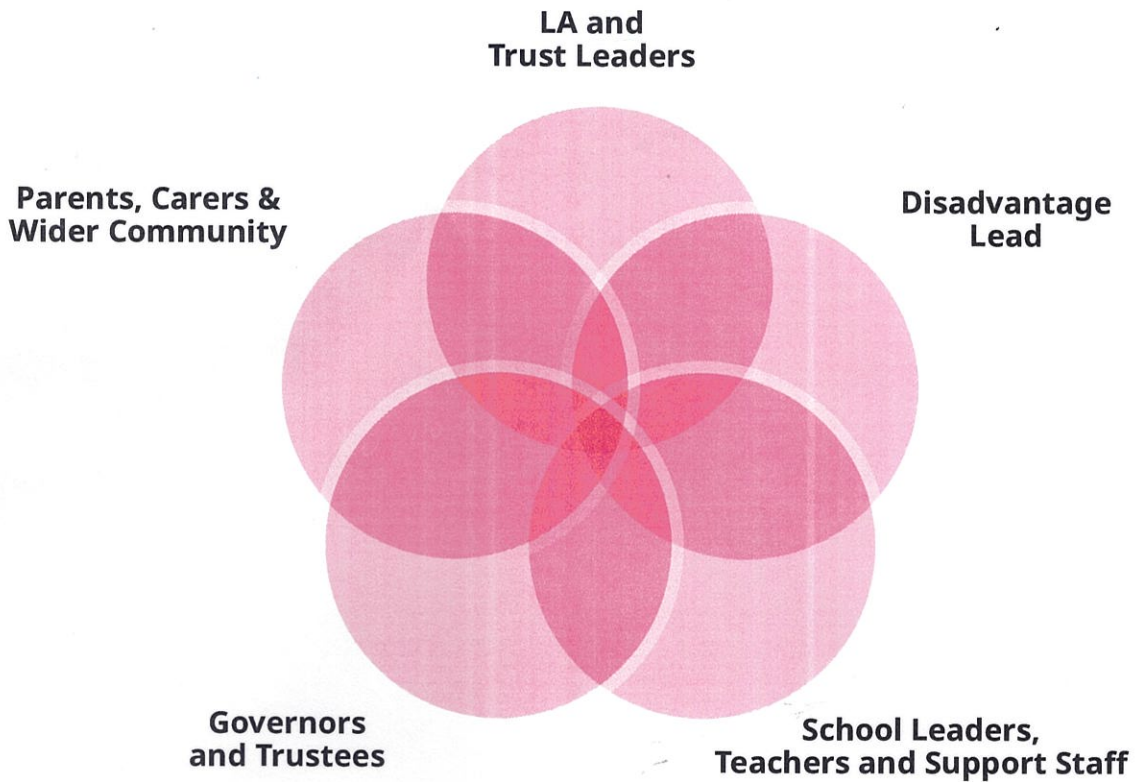 LA and
Trust Leaders
Parents, Carers &
Wider Community
Disadvantage
Lead
Governors
and Trustees
School Leaders,
Teachers and Support Staff